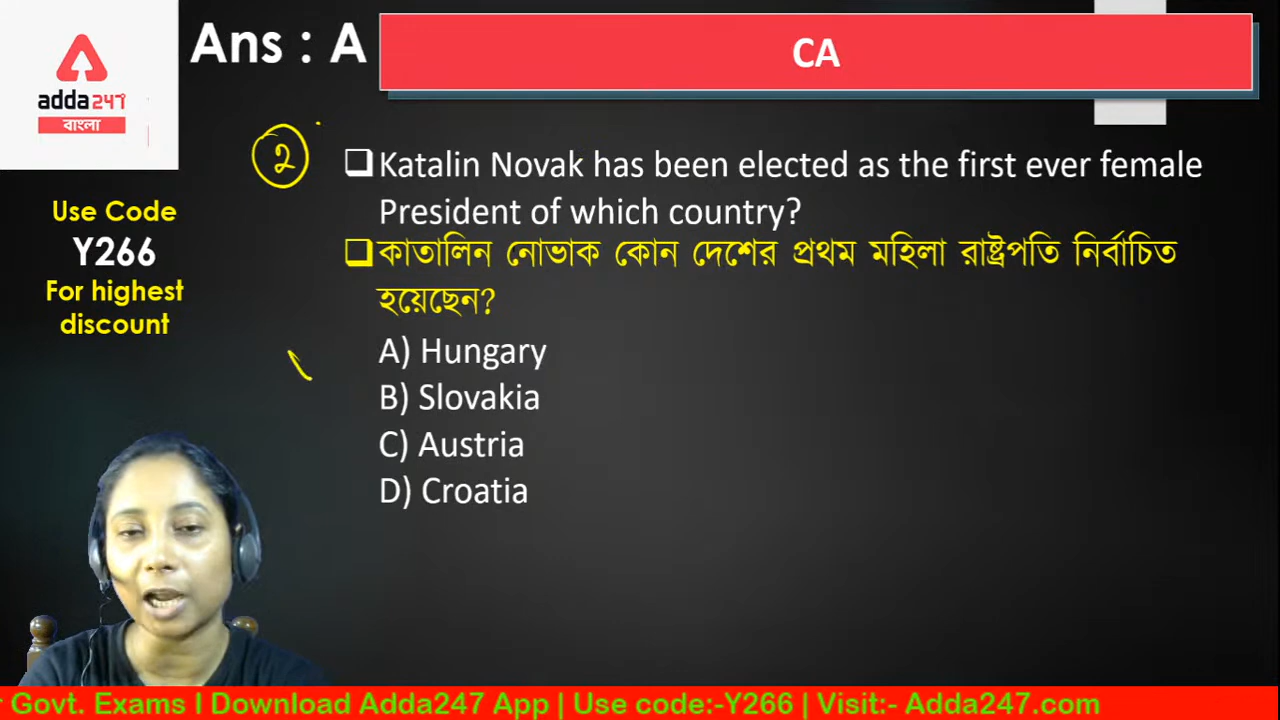 Ans : A
CA
adda247
বাংলা
২
Katalin Novak has been elected as the first ever female
President of which country?
কাতালিন নোভাক কোন দেশের প্রথম মহিলা রাষ্ট্রপতি নির্বাচিত
হয়েছেন?
A) Hungary
B) Slovakia
C) Austria
D) Croatia
Use Code
Y266
For highest
discount
Govt. Exams I Download Adda247 App | Use code:-Y266 | Visit:- Adda247.com